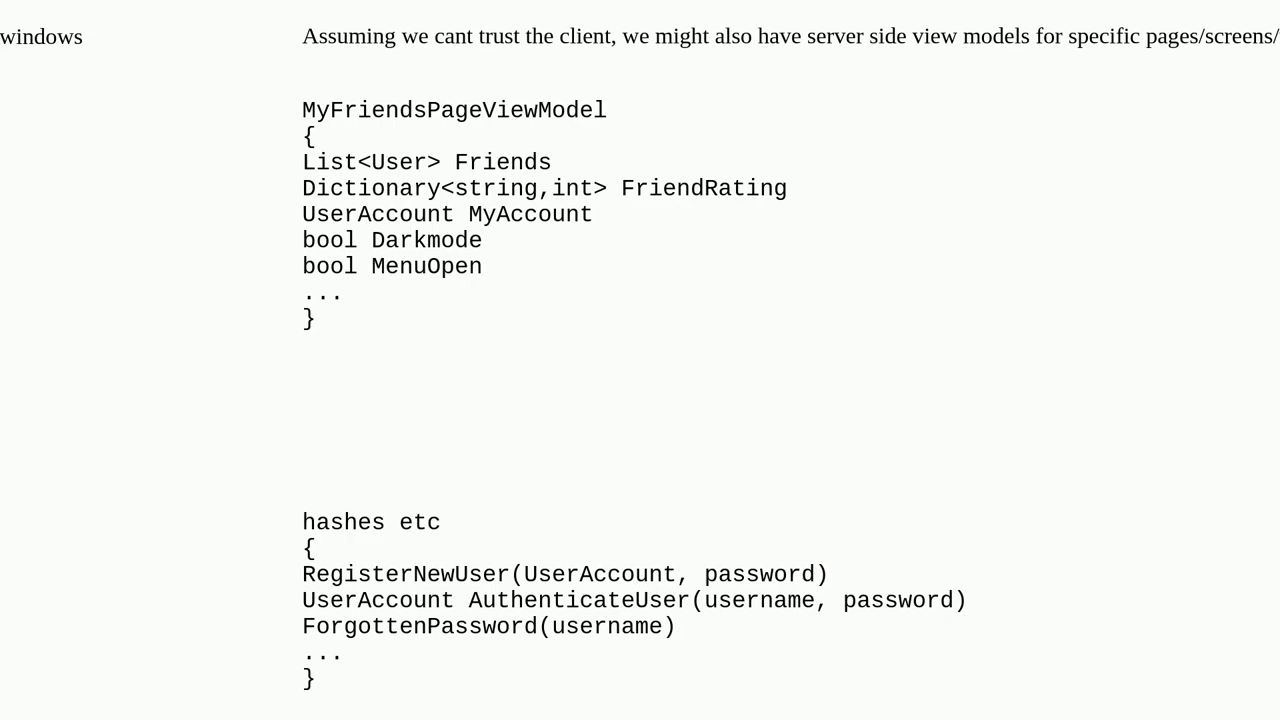 windows
Assuming we cant trust the client, we might also have server side view models for specific pages/screens/
MyFriendsPageViewModel
{
List<User> Friends
Dictionary<string,int> FriendRating
UserAccount MyAccount
bool Darkmode
bool MenuOpen
...
}
hashes etc
{
RegisterNewUser(UserAccount, password)
UserAccount AuthenticateUser(username, password)
ForgottenPassword(username)
...
}